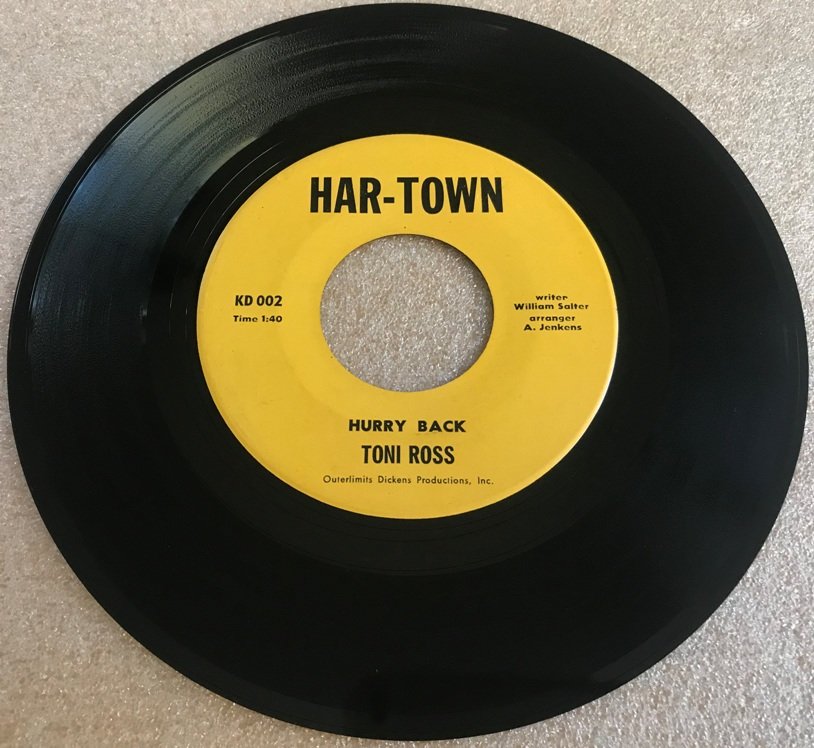 HAR-TOWN
KD 002
Time 1:40
writer
William Salter
arranger
A. Jenkens
HURRY BACK
TONI ROSS
Outerlimits Dickens Productions, Inc.